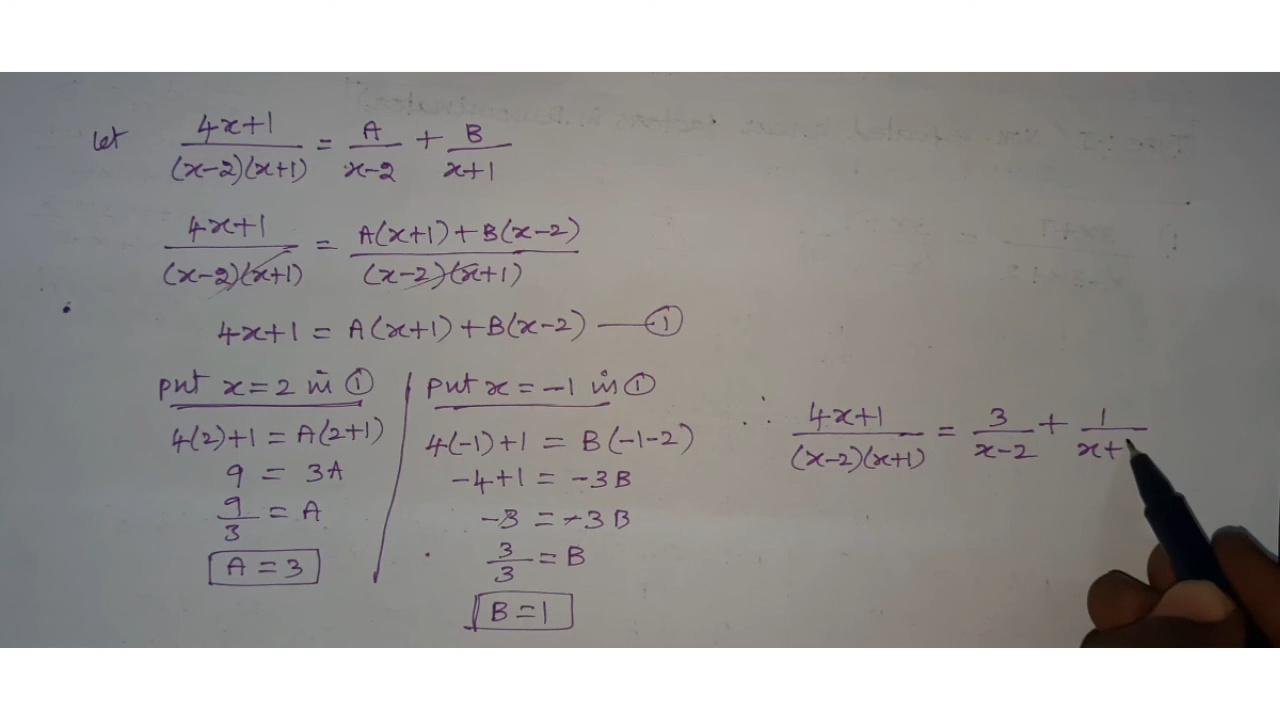 let (4x+1)/((x-2)(x+1)) = A/(x-2) + B/(x+1)
(4x+1)/((x-2)(x+1)) = (A(x+1)+B(x-2))/((x-2)(x+1))
4x+1 = A(x+1)+B(x-2) —— ①
put x=2 in ①
4(2)+1 = A(2+1)
9 = 3A
9/3 = A
A = 3
put x = -1 in ①
4(-1)+1 = B(-1-2)
-4+1 = -3B
-3 = -3B
3/3 = B
B = 1
∴ (4x+1)/((x-2)(x+1)) = 3/(x-2) + 1/(x+1)